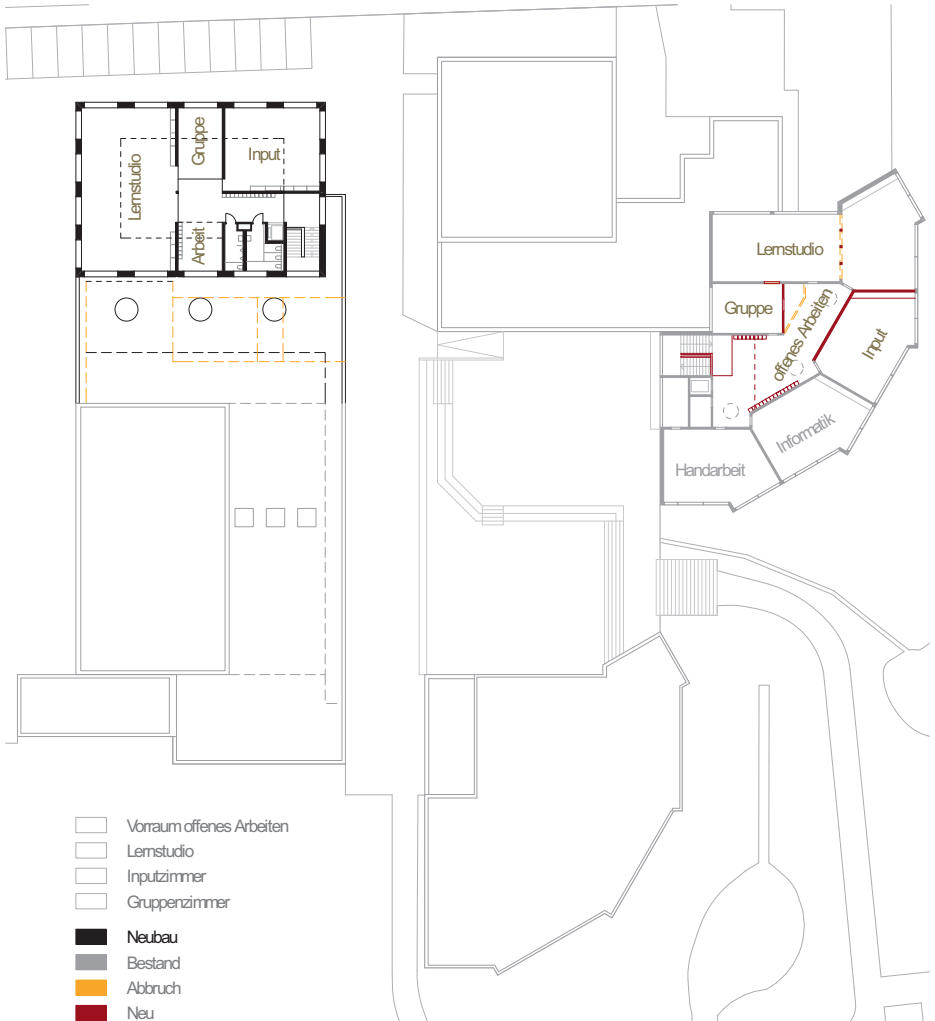 Lernstudio
Gruppe
Input
Arbeit
Lernstudio
Gruppe
offenes Arbeiten
Input
Informatik
Handarbeit
Vorraum offenes Arbeiten
Lernstudio
Inputzimmer
Gruppenzimmer
Neubau
Bestand
Abbruch
Neu